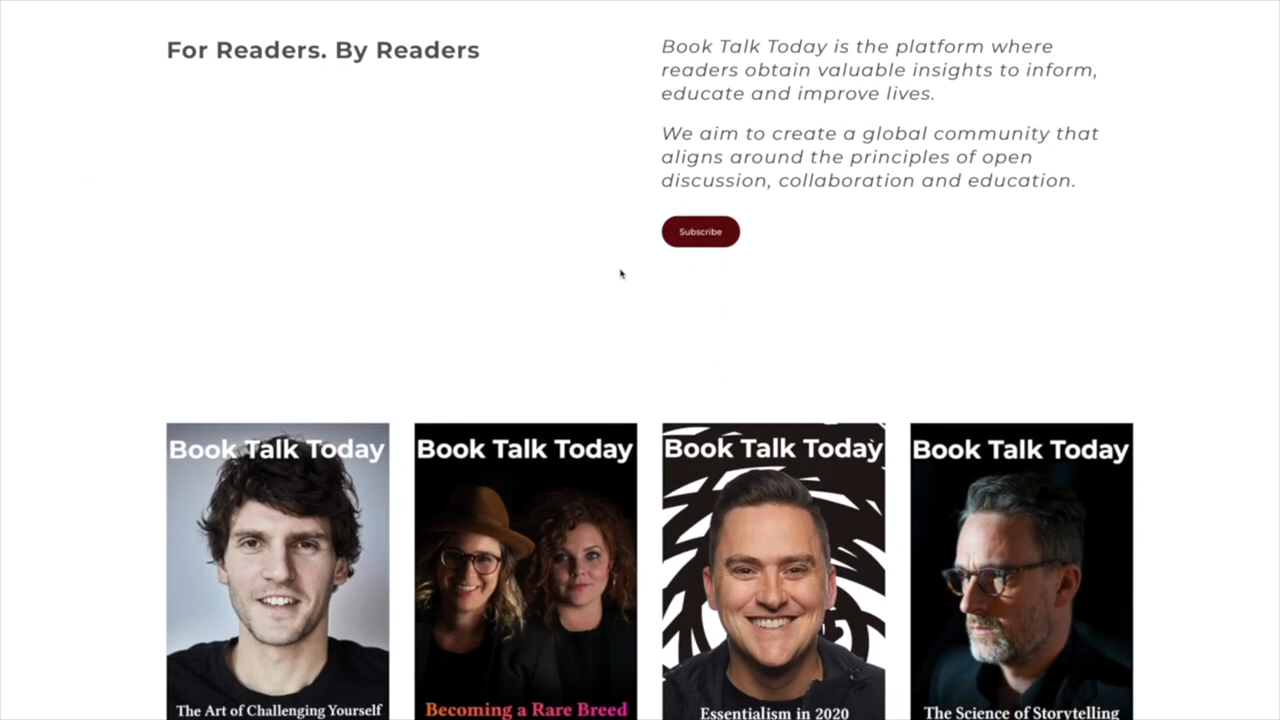 For Readers. By Readers
Book Talk Today is the platform where
readers obtain valuable insights to inform,
educate and improve lives.
We aim to create a global community that
aligns around the principles of open
discussion, collaboration and education.
Subscribe
Book Talk Today
The Art of Challenging Yourself
Book Talk Today
Becoming a Rare Breed
Book Talk Today
Essentialism in 2020
Book Talk Today
The Science of Storytelling